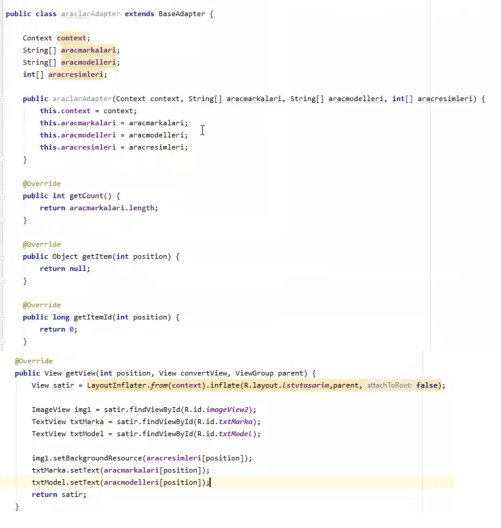 public class araclarAdapter extends BaseAdapter {
Context context;
String[] aracmarkalari;
String[] aracmodelleri;
int[] aracresimleri;
public araclarAdapter(Context context, String[] aracmarkalari, String[] aracmodelleri, int[] aracresimleri) {
this.context = context;
this.aracmarkalari = aracmarkalari;
this.aracmodelleri = aracmodelleri;
this.aracresimleri = aracresimleri;
}
@Override
public int getCount() {
return aracmarkalari.length;
}
@Override
public Object getItem(int position) {
return null;
}
@Override
public long getItemId(int position) {
return 0;
}
@Override
public View getView(int position, View convertView, ViewGroup parent) {
View satir = LayoutInflater.from(context).inflate(R.layout.lstvtasarim,parent, attachToRoot: false);
ImageView img1 = satir.findViewById(R.id.imageView2);
TextView txtMarka = satir.findViewById(R.id.txtMarka);
TextView txtModel = satir.findViewById(R.id.txtModel);
img1.setBackgroundResource(aracresimleri[position]);
txtMarka.setText(aracmarkalari[position]);
txtModel.setText(aracmodelleri[position]);
return satir;
}